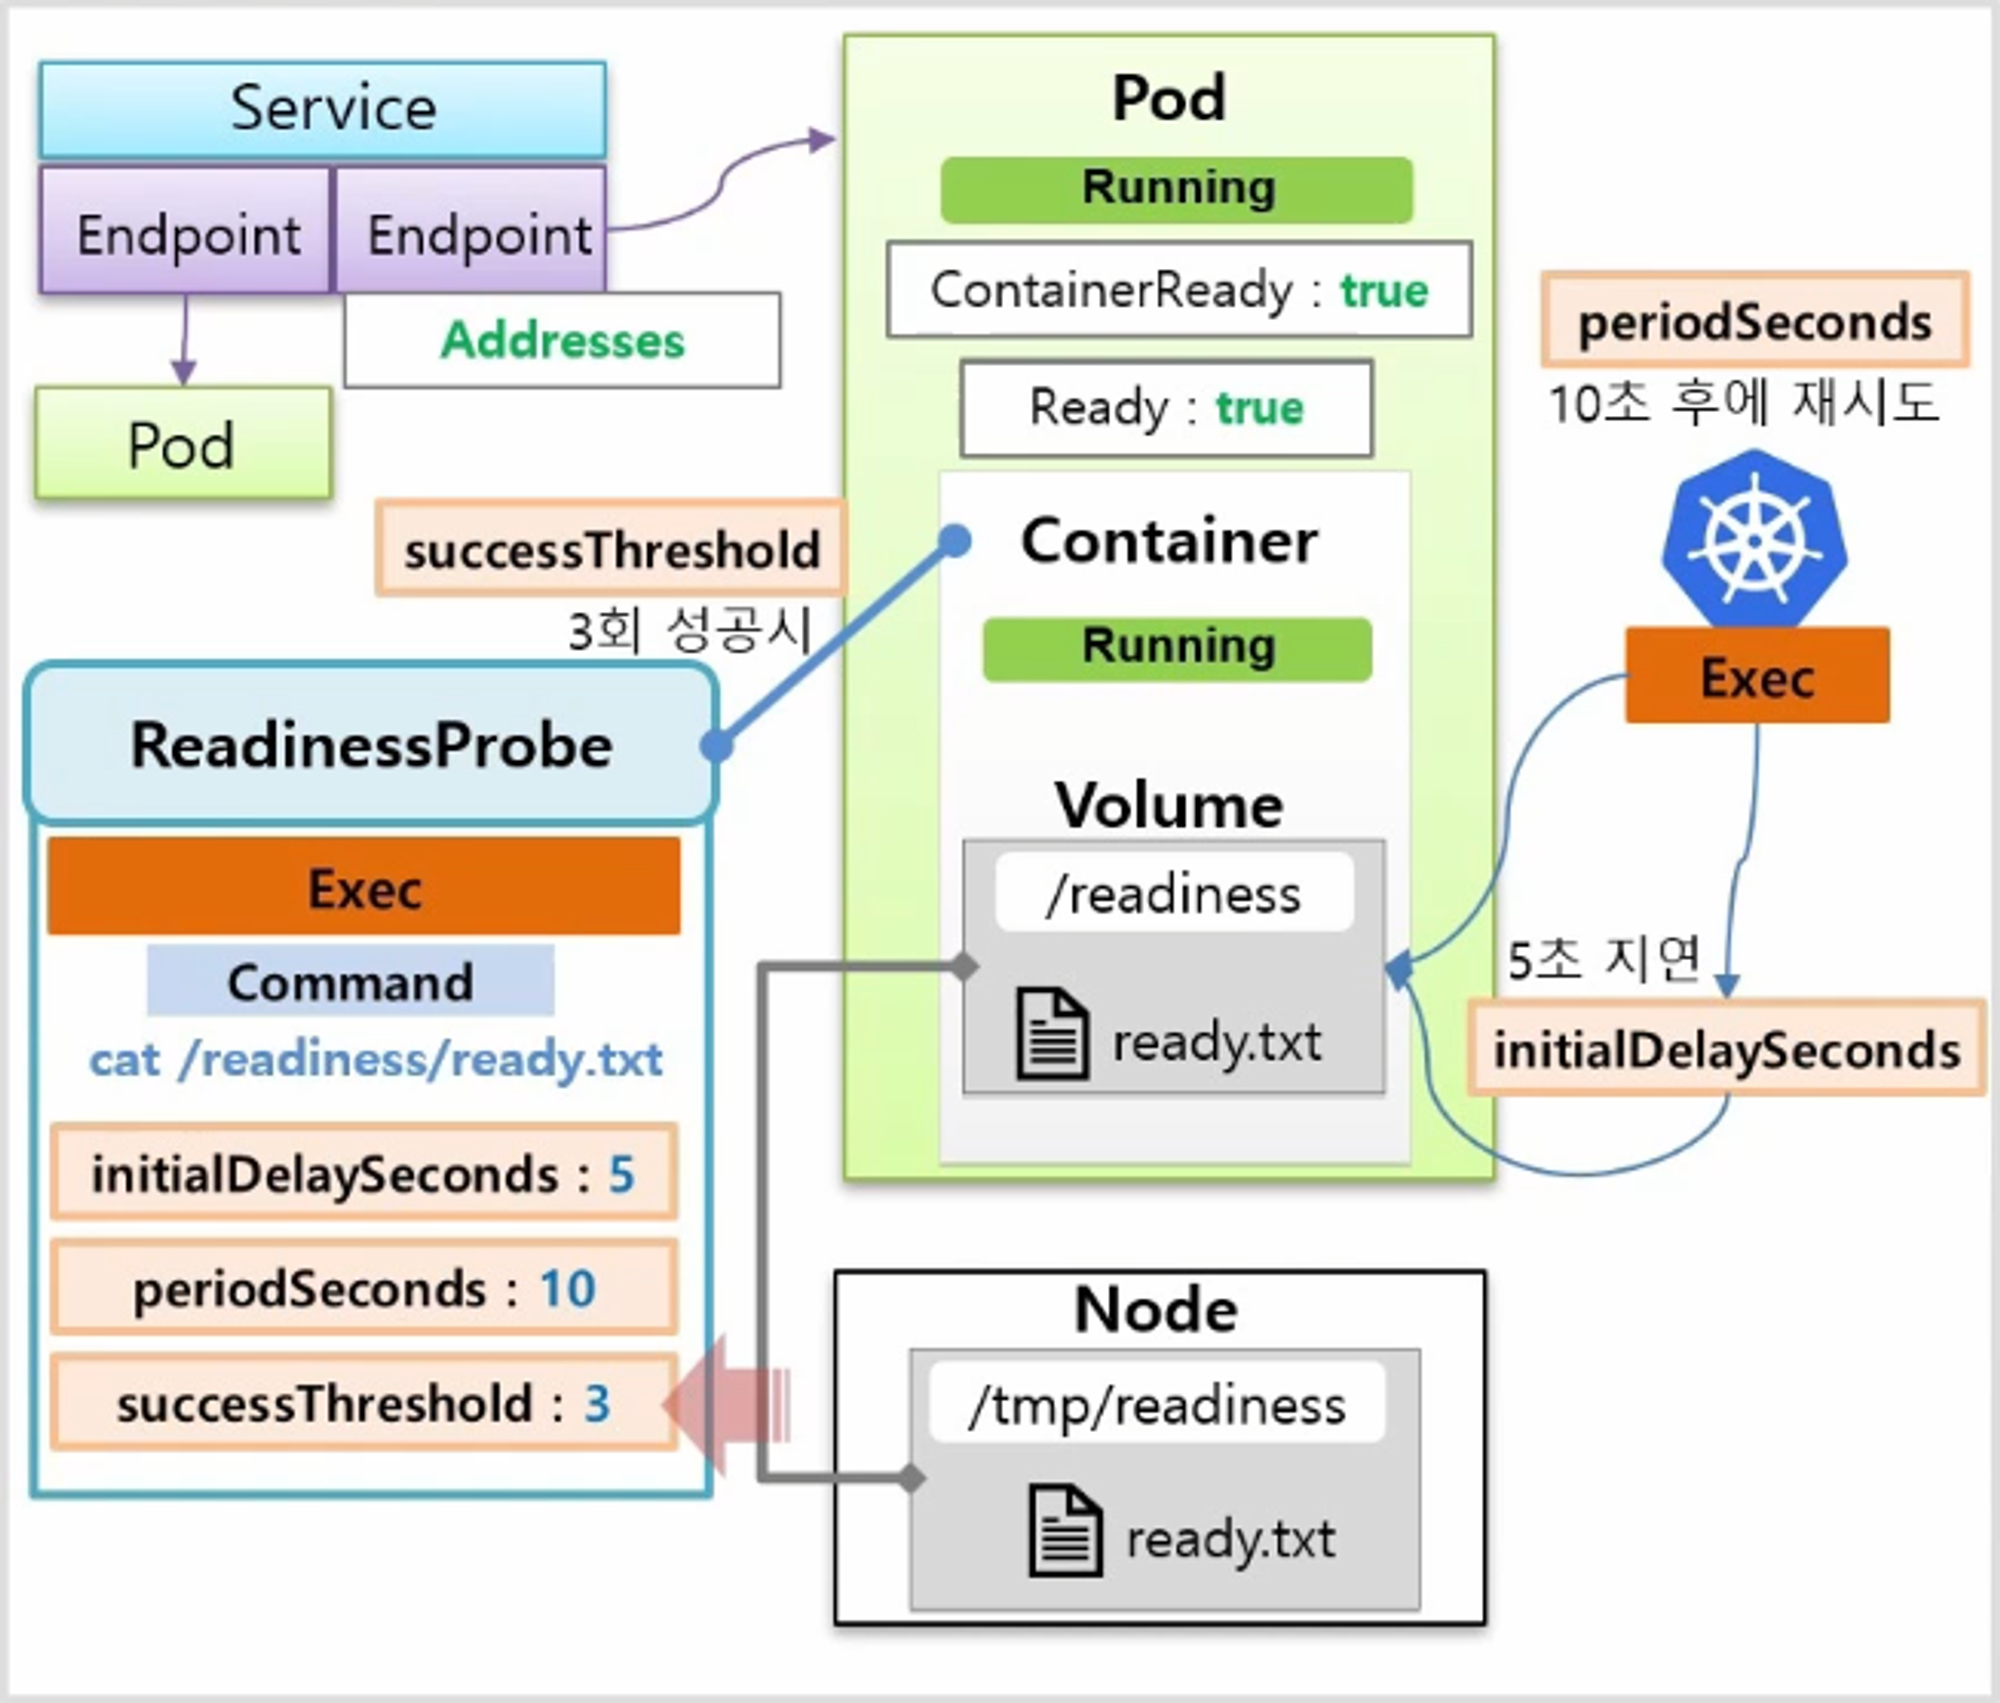 Service
Endpoint
Endpoint
Addresses
Pod
Pod
Running
ContainerReady : true
Ready : true
Container
Running
Volume
/readiness
ready.txt
periodSeconds
10초 후에 재시도
Exec
5초 지연
initialDelaySeconds
successThreshold
3회 성공시
ReadinessProbe
Exec
Command
cat /readiness/ready.txt
initialDelaySeconds : 5
periodSeconds : 10
successThreshold : 3
Node
/tmp/readiness
ready.txt